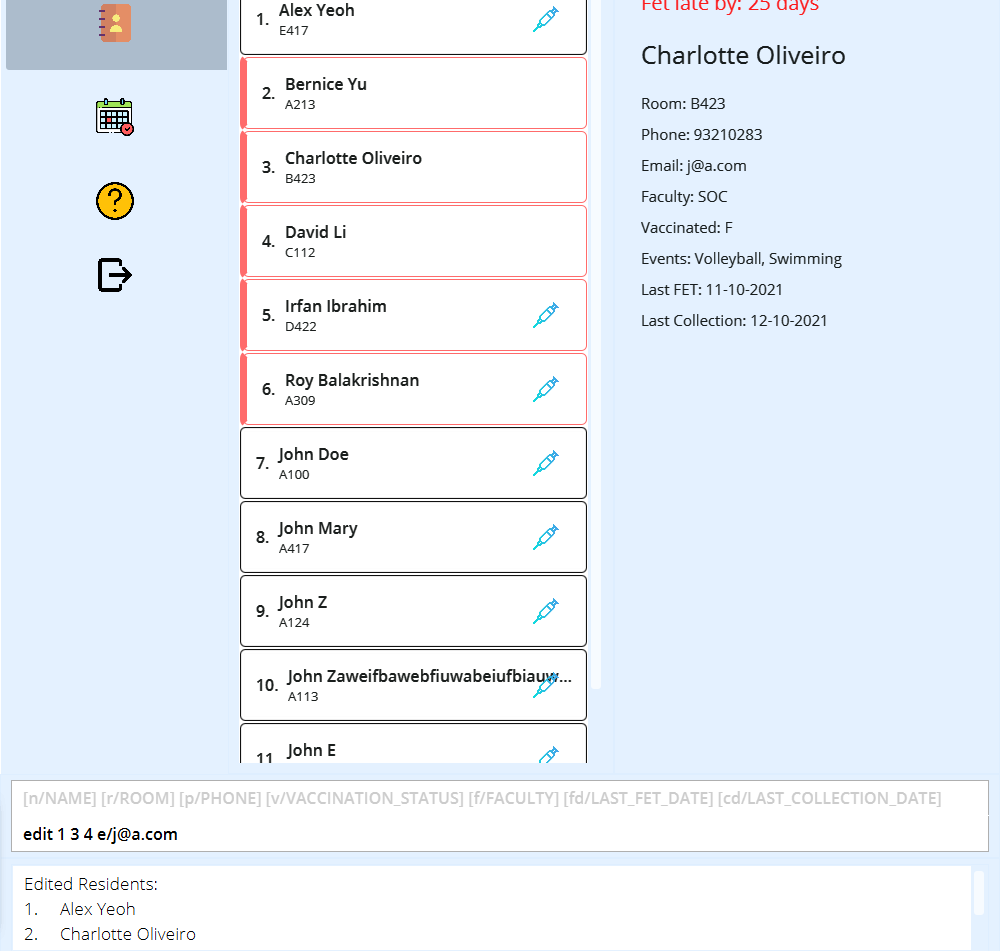 1. Alex Yeoh
E417
2. Bernice Yu
A213
3. Charlotte Oliveiro
B423
4. David Li
C112
5. Irfan Ibrahim
D422
6. Roy Balakrishnan
A309
7. John Doe
A100
8. John Mary
A417
9. John Z
A124
10. John Zaweifbawebfiuwabeiufbiauw...
A113
11 John E
Fet late by: 25 days
Charlotte Oliveiro
Room: B423
Phone: 93210283
Email: j@a.com
Faculty: SOC
Vaccinated: F
Events: Volleyball, Swimming
Last FET: 11-10-2021
Last Collection: 12-10-2021
[n/NAME] [r/ROOM] [p/PHONE] [v/VACCINATION_STATUS] [f/FACULTY] [fd/LAST_FET_DATE] [cd/LAST_COLLECTION_DATE]
edit 1 3 4 e/j@a.com
Edited Residents:
1. Alex Yeoh
2. Charlotte Oliveiro